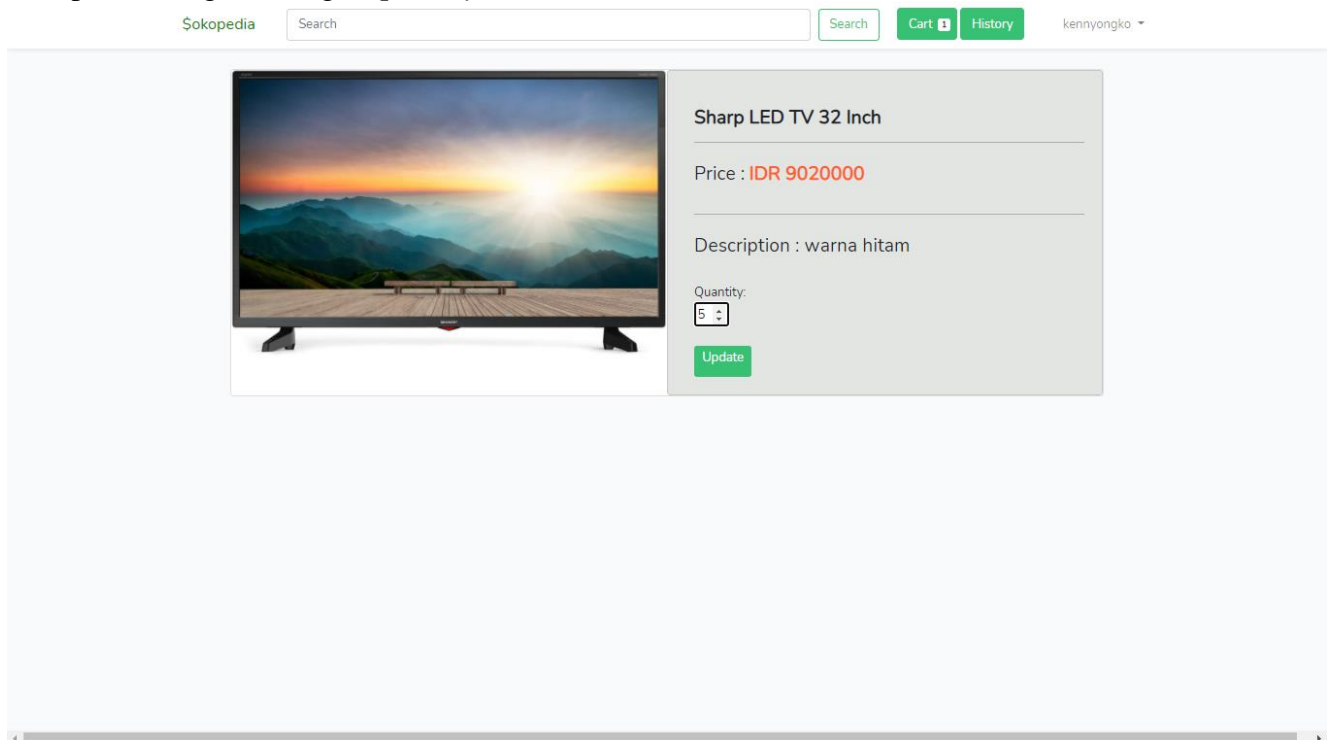 Şokopedia Search Search Cart 1 History kennyongko
Sharp LED TV 32 Inch
Price : IDR 9020000
Description : warna hitam
Quantity:
5
Update